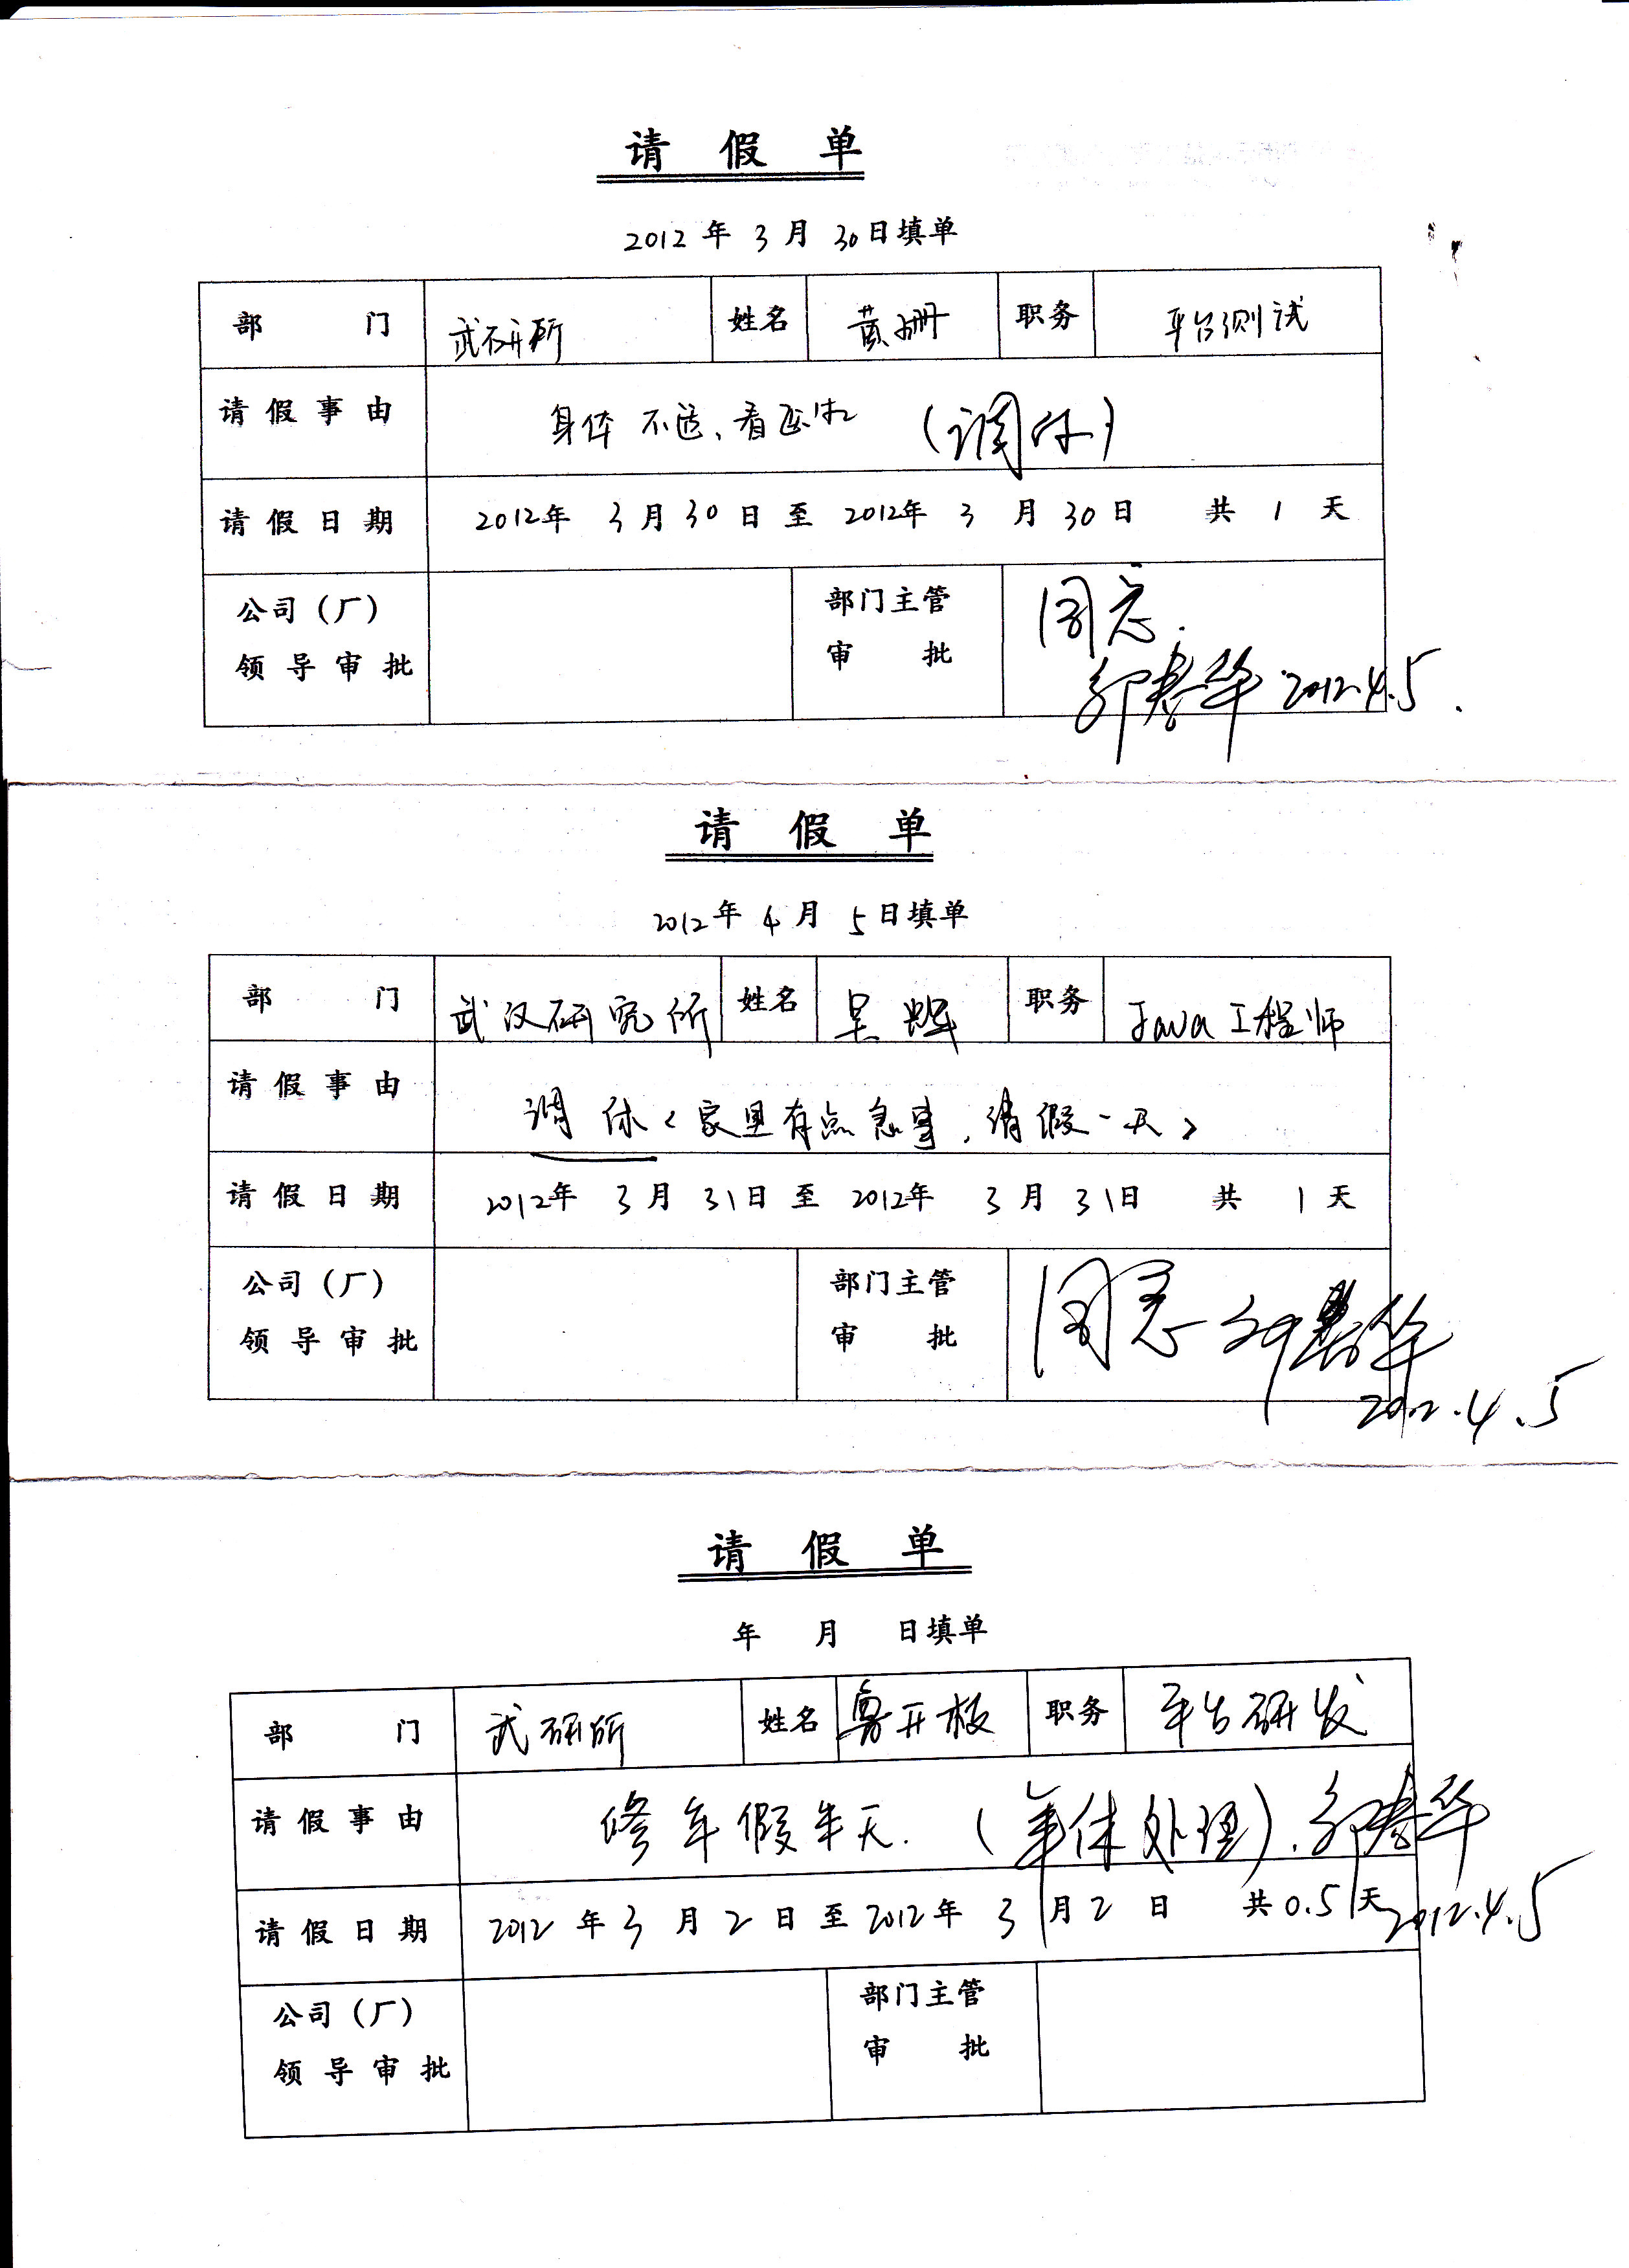 请 假 单
2012 年 3 月 30 日填单
部 门 武研所 姓名 黄珊 职务 平台测试
请 假 事 由 身体不适、看医生 (调休)
请 假 日 期 2012年 3 月 30 日 至 2012年 3 月 30 日 共 1 天
公司（厂） 部门主管 同意.
领 导 审 批 审 批 2012.4.5.
请 假 单
2012年 4 月 5 日填单
部 门 武汉研究所 姓名 吴 职务 Java工程师
请 假 事 由 调 休 <家里有点急事, 请假一天>
请 假 日 期 2012年 3 月 31日 至 2012年 3 月 31日 共 1 天
公司（厂） 部门主管 同意
领 导 审 批 审 批 2012.4.5
请 假 单
年 月 日填单
部 门 武研所 姓名 鲁开板 职务 平台研发
请 假 事 由 修年假半天. (年休处理).
请 假 日 期 2012 年 3 月 2 日 至 2012 年 3 月 2 日 共 0.5 天 2012.4.5
公司（厂） 部门主管
领 导 审 批 审 批